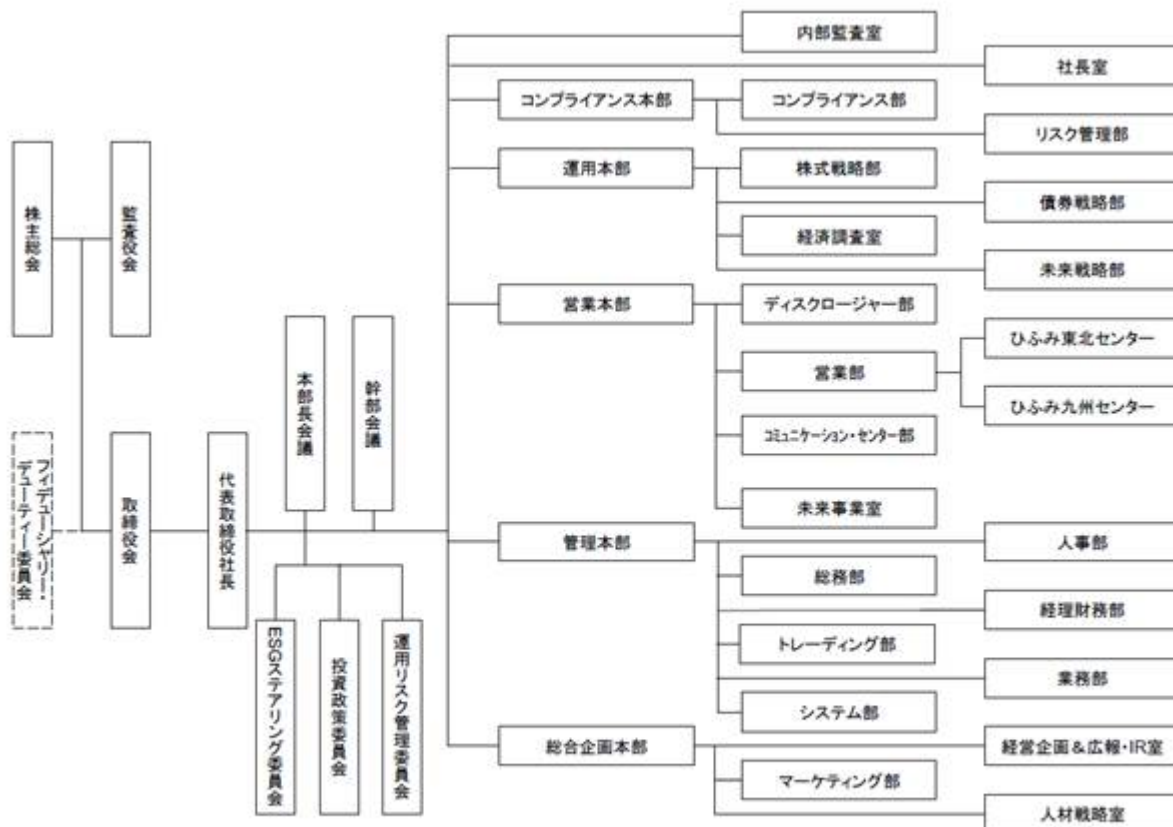 株主総会
監査役会
フィデューシャリー・
デューティー委員会
取締役会
代表取締役社長
本部長会議
幹部会議
ESGステアリング委員会
投資政策委員会
運用リスク管理委員会
内部監査室
社長室
コンプライアンス本部
コンプライアンス部
リスク管理部
運用本部
株式戦略部
債券戦略部
経済調査室
未来戦略部
営業本部
ディスクロージャー部
営業部
ひふみ東北センター
ひふみ九州センター
コミュニケーション・センター部
未来事業室
管理本部
人事部
総務部
経理財務部
トレーディング部
業務部
システム部
総合企画本部
経営企画&広報・IR室
マーケティング部
人材戦略室